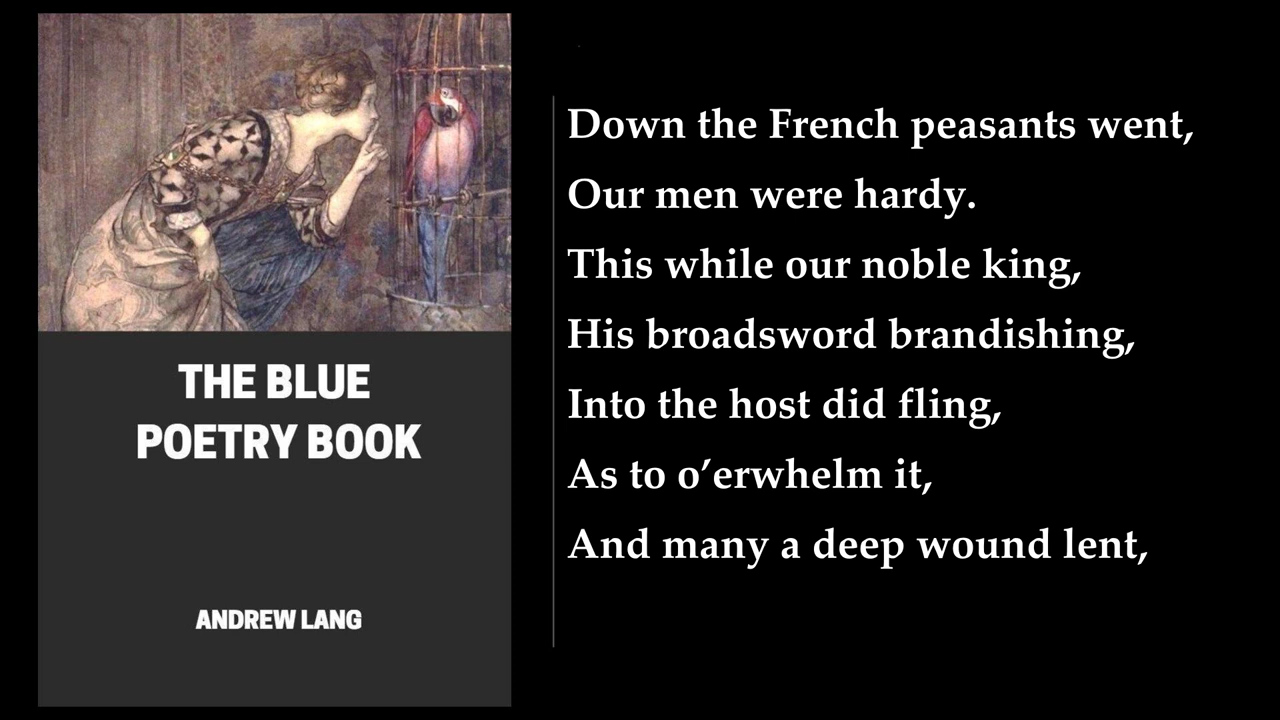 THE BLUE
POETRY BOOK
ANDREW LANG
Down the French peasants went,
Our men were hardy.
This while our noble king,
His broadsword brandishing,
Into the host did fling,
As to o’erwhelm it,
And many a deep wound lent,